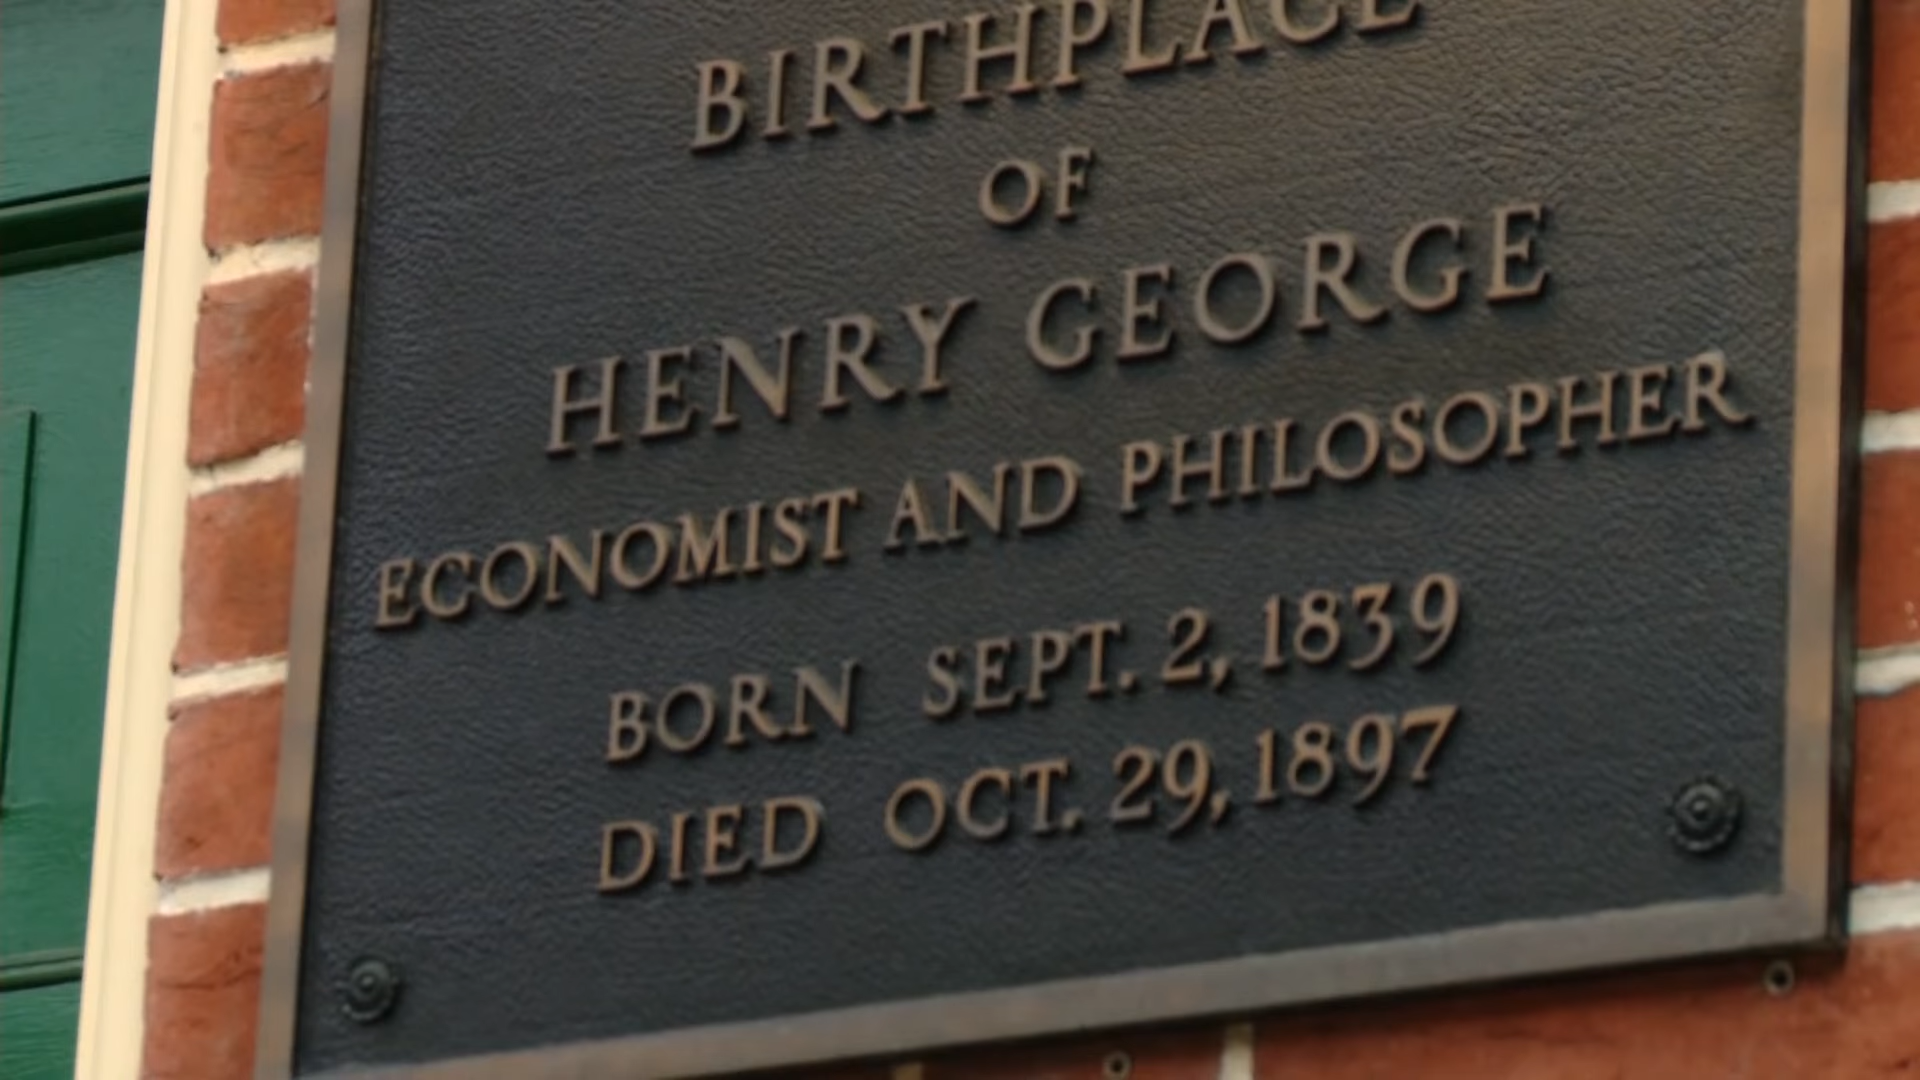 BIRTHPLACE
OF
HENRY GEORGE
ECONOMIST AND PHILOSOPHER
BORN SEPT. 2, 1839
DIED OCT. 29, 1897